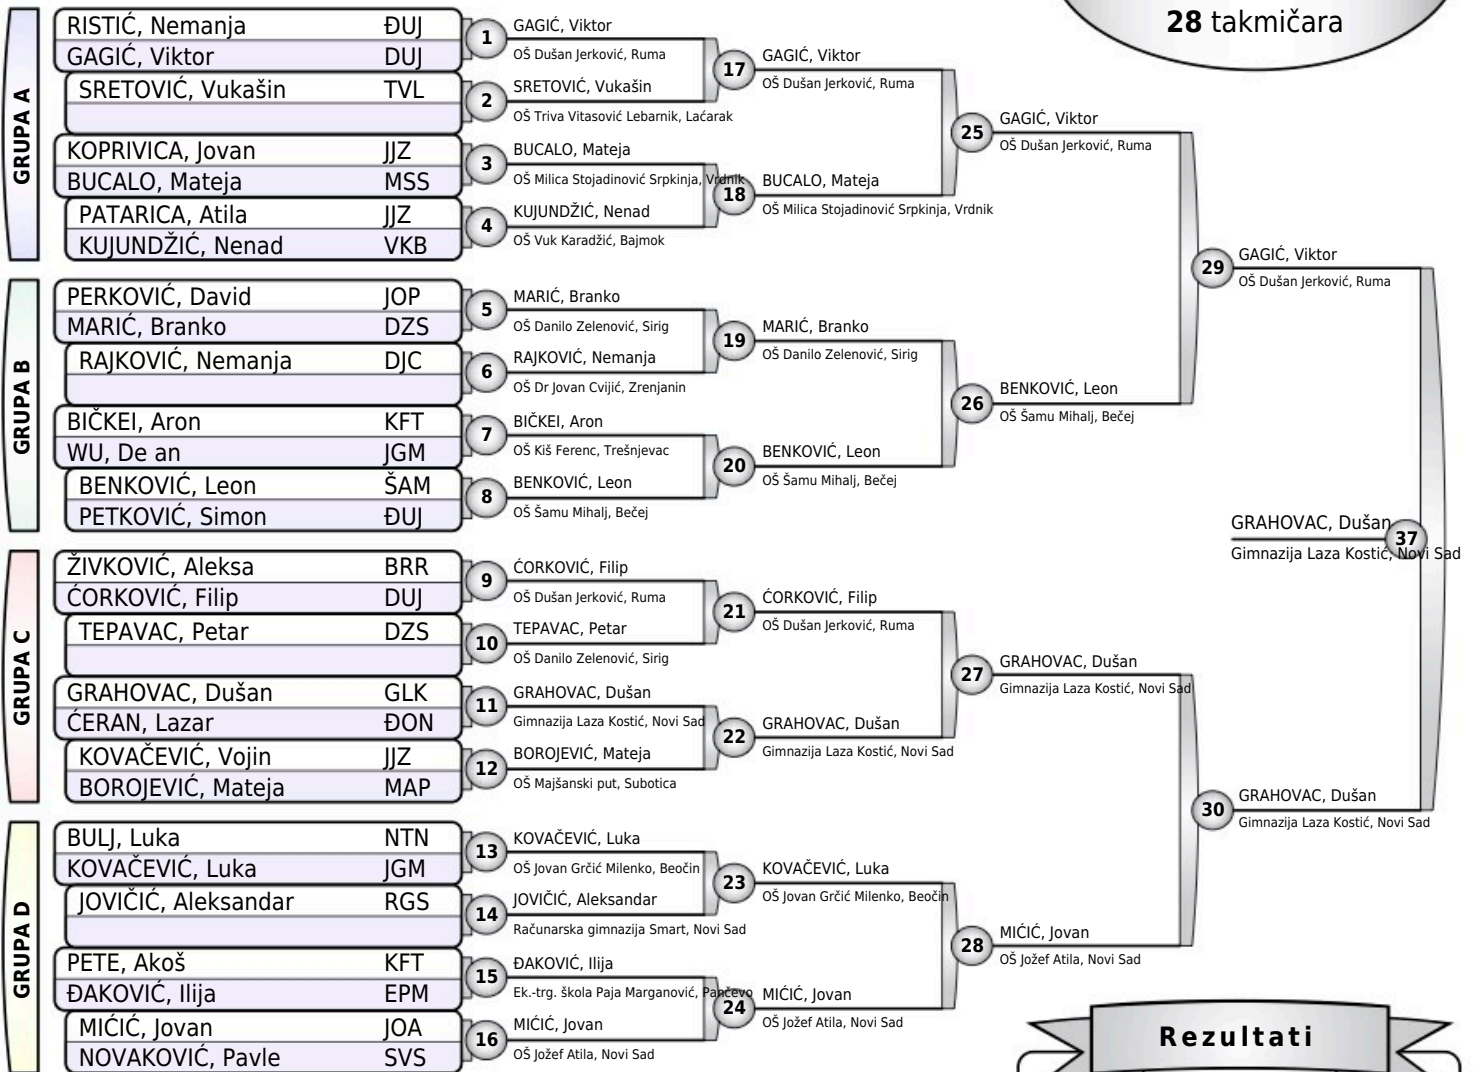 28 takmičara
GRUPA A
RISTIĆ, Nemanja ĐUJ
GAGIĆ, Viktor DUJ
SRETOVIĆ, Vukašin TVL
KOPRIVICA, Jovan JJZ
BUCALO, Mateja MSS
PATARICA, Atila JJZ
KUJUNDŽIĆ, Nenad VKB
GRUPA B
PERKOVIĆ, David JOP
MARIĆ, Branko DZS
RAJKOVIĆ, Nemanja DJC
BIČKEI, Aron KFT
WU, De an JGM
BENKOVIĆ, Leon ŠAM
PETKOVIĆ, Simon ĐUJ
GRUPA C
ŽIVKOVIĆ, Aleksa BRR
ĆORKOVIĆ, Filip DUJ
TEPAVAC, Petar DZS
GRAHOVAC, Dušan GLK
ĆERAN, Lazar ĐON
KOVAČEVIĆ, Vojin JJZ
BOROJEVIĆ, Mateja MAP
GRUPA D
BULJ, Luka NTN
KOVAČEVIĆ, Luka JGM
JOVIČIĆ, Aleksandar RGS
PETE, Akoš KFT
ĐAKOVIĆ, Ilija EPM
MIĆIĆ, Jovan JOA
NOVAKOVIĆ, Pavle SVS
1 GAGIĆ, Viktor
OŠ Dušan Jerković, Ruma
2 SRETOVIĆ, Vukašin
OŠ Triva Vitasović Lebarnik, Laćarak
3 BUCALO, Mateja
OŠ Milica Stojadinović Srpkinja, Vrdnik
4 KUJUNDŽIĆ, Nenad
OŠ Vuk Karadžić, Bajmok
5 MARIĆ, Branko
OŠ Danilo Zelenović, Sirig
6 RAJKOVIĆ, Nemanja
OŠ Dr Jovan Cvijić, Zrenjanin
7 BIČKEI, Aron
OŠ Kiš Ferenc, Trešnjevac
8 BENKOVIĆ, Leon
OŠ Šamu Mihalj, Bečej
9 ĆORKOVIĆ, Filip
OŠ Dušan Jerković, Ruma
10 TEPAVAC, Petar
OŠ Danilo Zelenović, Sirig
11 GRAHOVAC, Dušan
Gimnazija Laza Kostić, Novi Sad
12 BOROJEVIĆ, Mateja
OŠ Majšanski put, Subotica
13 KOVAČEVIĆ, Luka
OŠ Jovan Grčić Milenko, Beočin
14 JOVIČIĆ, Aleksandar
Računarska gimnazija Smart, Novi Sad
15 ĐAKOVIĆ, Ilija
Ek.-trg. škola Paja Marganović, Pančevo
16 MIĆIĆ, Jovan
OŠ Jožef Atila, Novi Sad
17 GAGIĆ, Viktor
OŠ Dušan Jerković, Ruma
18 BUCALO, Mateja
OŠ Milica Stojadinović Srpkinja, Vrdnik
19 MARIĆ, Branko
OŠ Danilo Zelenović, Sirig
20 BENKOVIĆ, Leon
OŠ Šamu Mihalj, Bečej
21 ĆORKOVIĆ, Filip
OŠ Dušan Jerković, Ruma
22 GRAHOVAC, Dušan
Gimnazija Laza Kostić, Novi Sad
23 KOVAČEVIĆ, Luka
OŠ Jovan Grčić Milenko, Beočin
24 MIĆIĆ, Jovan
OŠ Jožef Atila, Novi Sad
25 GAGIĆ, Viktor
OŠ Dušan Jerković, Ruma
26 BENKOVIĆ, Leon
OŠ Šamu Mihalj, Bečej
27 GRAHOVAC, Dušan
Gimnazija Laza Kostić, Novi Sad
28 MIĆIĆ, Jovan
OŠ Jožef Atila, Novi Sad
29 GAGIĆ, Viktor
OŠ Dušan Jerković, Ruma
30 GRAHOVAC, Dušan
Gimnazija Laza Kostić, Novi Sad
GRAHOVAC, Dušan 37
Gimnazija Laza Kostić, Novi Sad
Rezultati